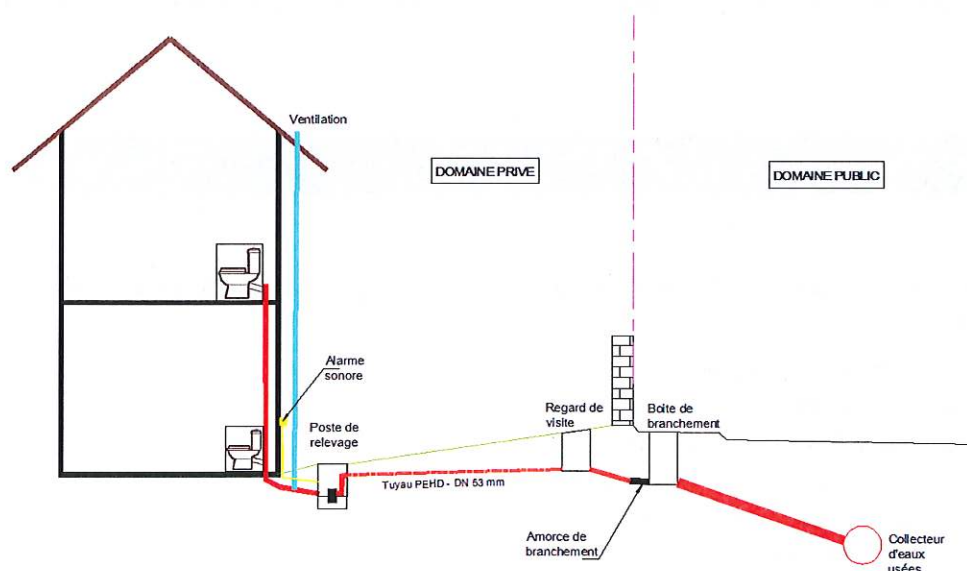 Ventilation
DOMAINE PRIVE
DOMAINE PUBLIC
Alarme
sonore
Poste de
relevage
Regard de
visite
Boite de
branchement
Tuyau PEHD - DN 53 mm
Amorce de
branchement
Collecteur
d'eaux
usées